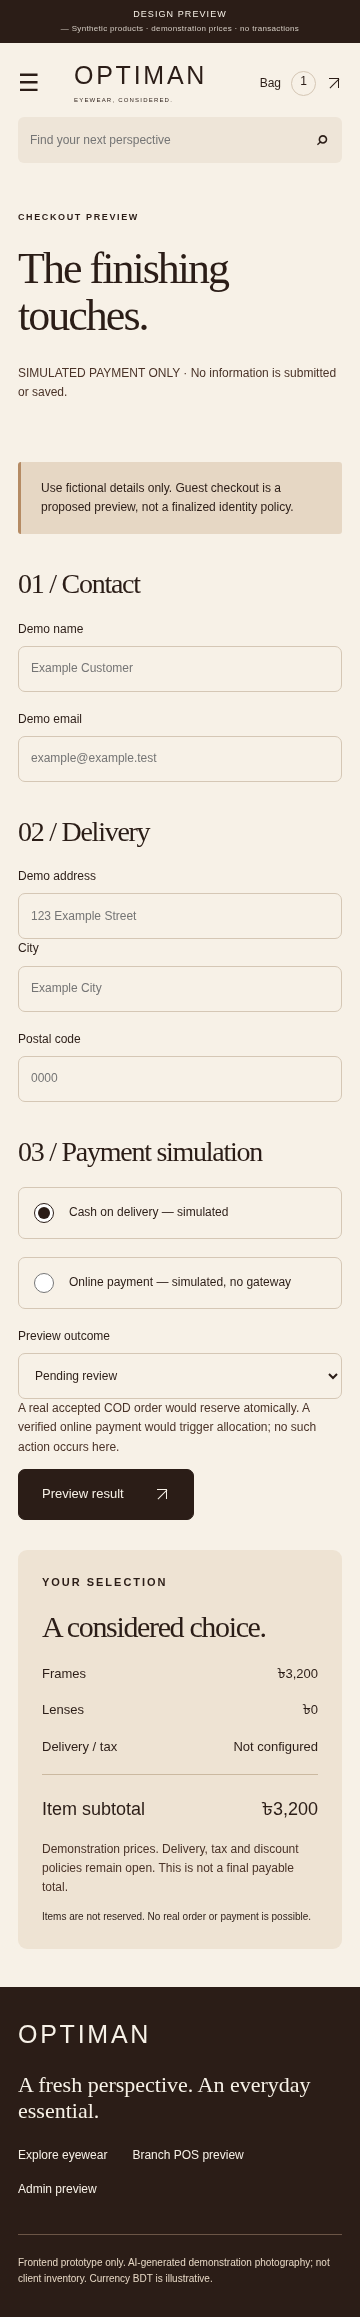 DESIGN PREVIEW
— Synthetic products · demonstration prices · no transactions
OPTIMAN
EYEWEAR, CONSIDERED.
Bag 1
Find your next perspective
CHECKOUT PREVIEW
The finishing
touches.
SIMULATED PAYMENT ONLY · No information is submitted
or saved.
Use fictional details only. Guest checkout is a
proposed preview, not a finalized identity policy.
01 / Contact
Demo name
Example Customer
Demo email
example@example.test
02 / Delivery
Demo address
123 Example Street
City
Example City
Postal code
0000
03 / Payment simulation
Cash on delivery — simulated
Online payment — simulated, no gateway
Preview outcome
Pending review
A real accepted COD order would reserve atomically. A
verified online payment would trigger allocation; no such
action occurs here.
Preview result
YOUR SELECTION
A considered choice.
Frames ৳3,200
Lenses ৳0
Delivery / tax Not configured
Item subtotal ৳3,200
Demonstration prices. Delivery, tax and discount
policies remain open. This is not a final payable
total.
Items are not reserved. No real order or payment is possible.
OPTIMAN
A fresh perspective. An everyday
essential.
Explore eyewear Branch POS preview
Admin preview
Frontend prototype only. AI-generated demonstration photography; not
client inventory. Currency BDT is illustrative.